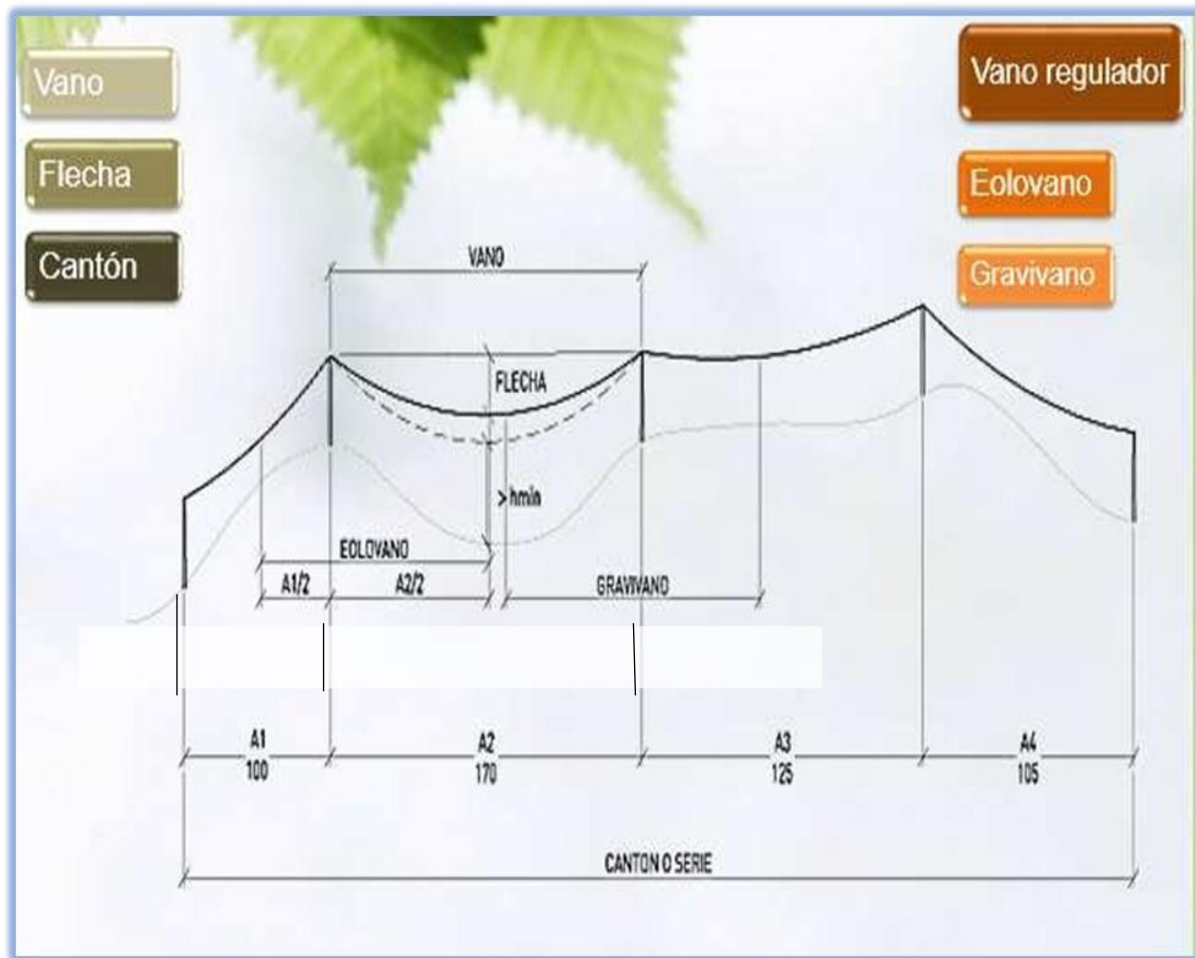 Vano
Vano regulador
Flecha
Eolovano
Cantón
Gravivano
VANO
FLECHA
>hmin
EOLOVANO
A1/2 A2/2
GRAVIVANO
A1 A2 A3 A4
100 170 125 105
CANTON O SERIE